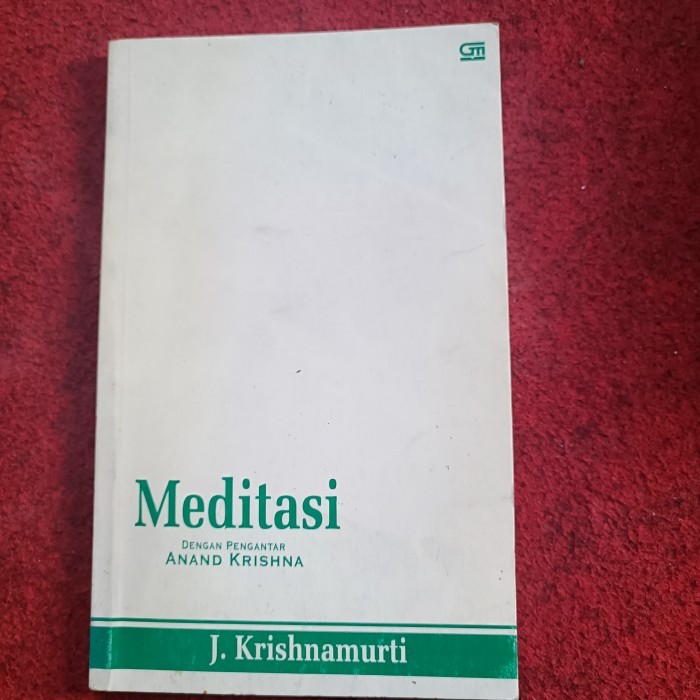 GM
Meditasi
DENGAN PENGANTAR
ANAND KRISHNA
J. Krishnamurti